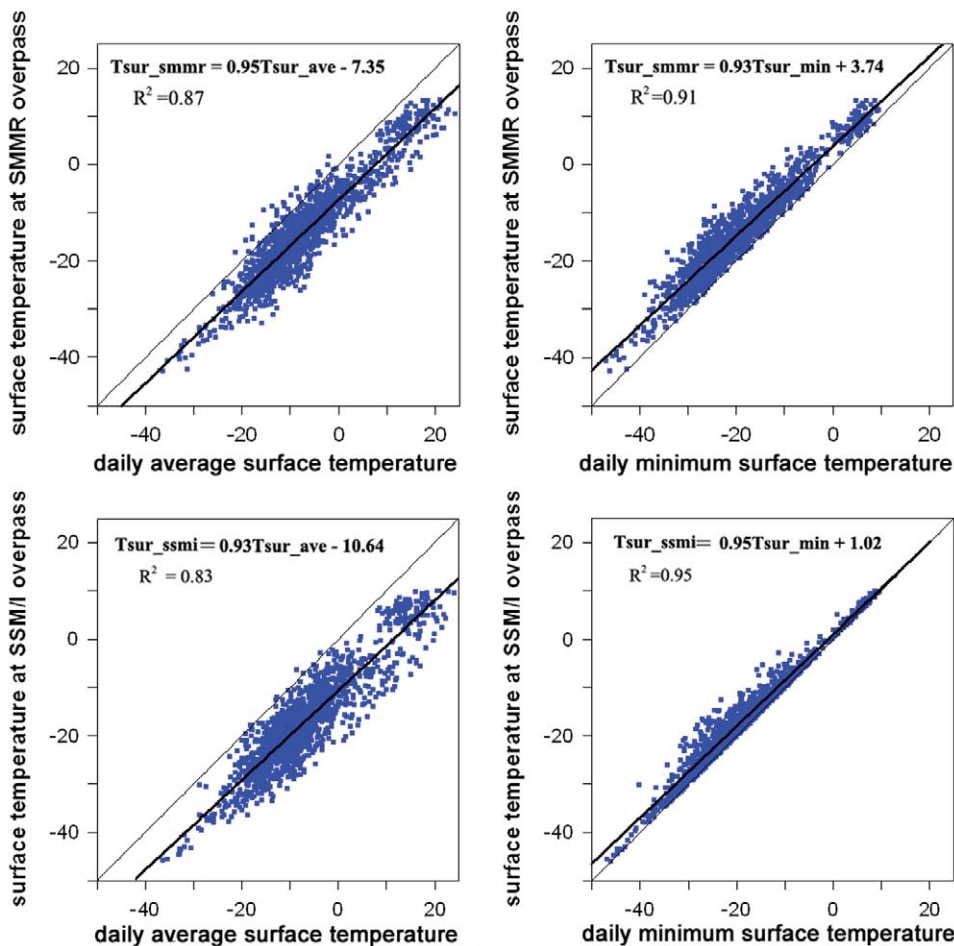 surface temperature at SMMR overpass
Tsur_smmr = 0.95Tsur_ave - 7.35
R² =0.87
20
0
-20
-40
-40
-20
0
20
daily average surface temperature
surface temperature at SMMR overpass
Tsur_smmr = 0.93Tsur_min + 3.74
R² =0.91
20
0
-20
-40
-40
-20
0
20
daily minimum surface temperature
surface temperature at SSM/I overpass
Tsur_ssmi= 0.93Tsur_ave - 10.64
R² = 0.83
20
0
-20
-40
-40
-20
0
20
daily average surface temperature
surface temperature at SSM/I overpass
Tsur_ssmi= 0.95Tsur_min + 1.02
R² =0.95
20
0
-20
-40
-40
-20
0
20
daily minimum surface temperature